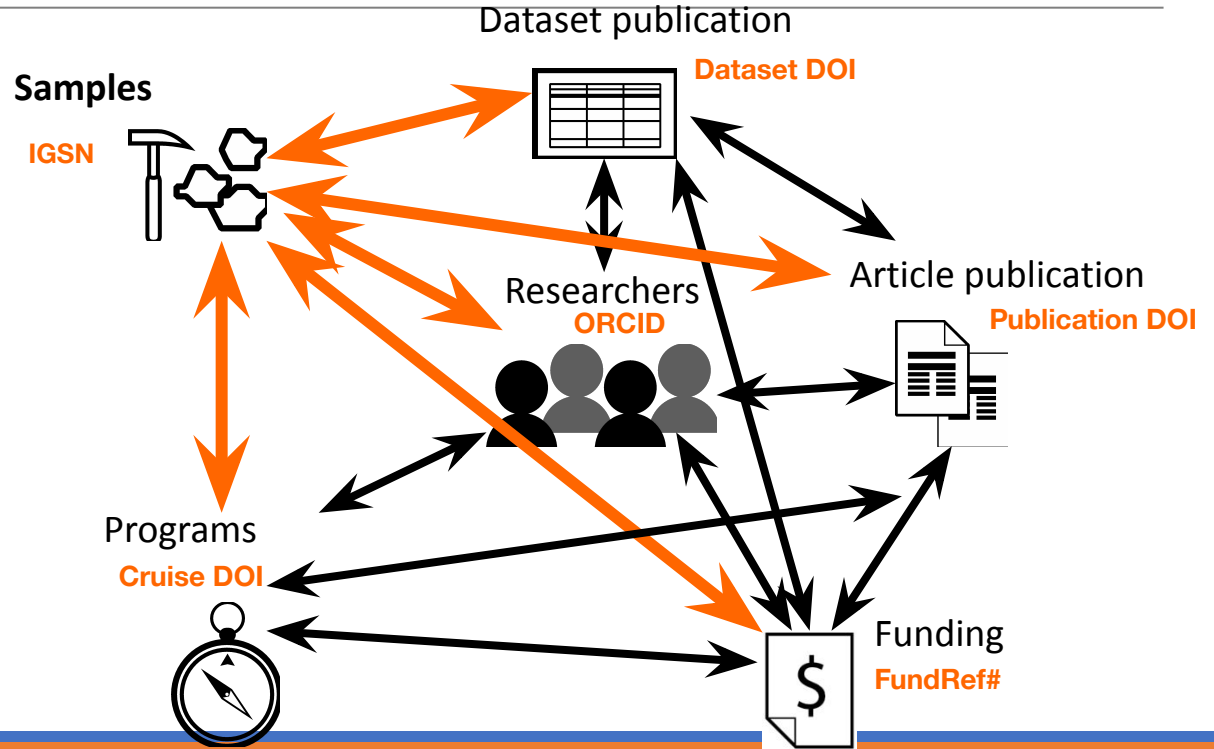 Dataset publication
Dataset DOI
Samples
IGSN
Researchers
ORCID
Article publication
Publication DOI
Programs
Cruise DOI
Funding
FundRef#
$